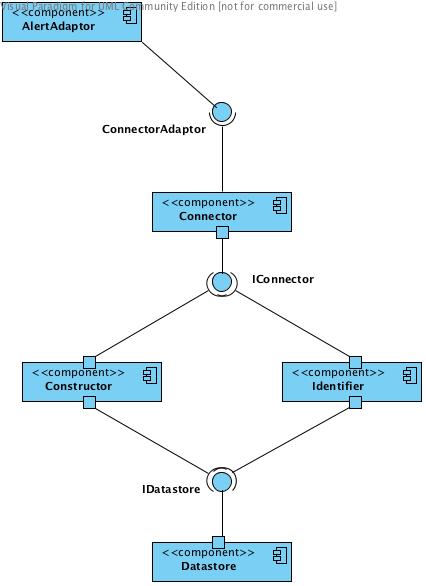 Visual Paradigm for UML Community Edition [not for commercial use]
<<component>>
AlertAdaptor
ConnectorAdaptor
<<component>>
Connector
IConnector
<<component>>
Constructor
<<component>>
Identifier
IDatastore
<<component>>
Datastore